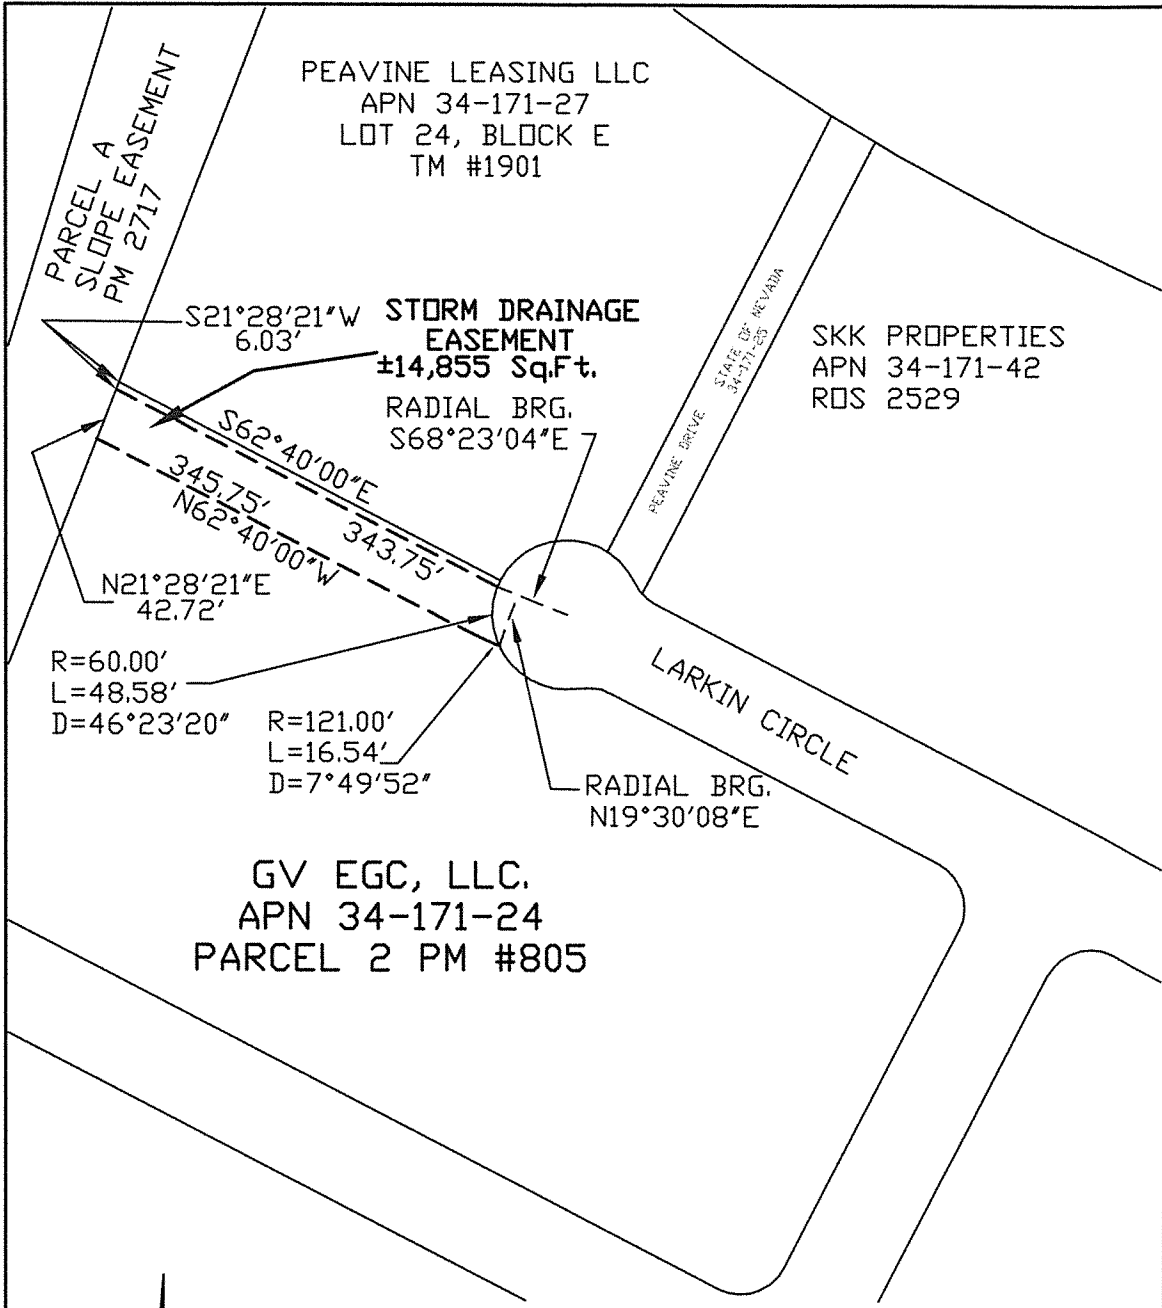 PEAVINE LEASING LLC
APN 34-171-27
LOT 24, BLOCK E
TM #1901
PARCEL A
SLOPE EASEMENT
PM 2717
S21°28'21"W
6.03'
STORM DRAINAGE
EASEMENT
±14,855 Sq.Ft.
RADIAL BRG.
S68°23'04"E
PEAVINE DRIVE
STATE OF NEVADA
SKK PROPERTIES
APN 34-171-42
ROS 2529
S62°40'00"E
343.75'
345.75'
N62°40'00"W
N21°28'21"E
42.72'
R=60.00'
L=48.58'
D=46°23'20"
R=121.00'
L=16.54'
D=7°49'52"
RADIAL BRG.
N19°30'08"E
LARKIN CIRCLE
GV EGC, LLC.
APN 34-171-24
PARCEL 2 PM #805